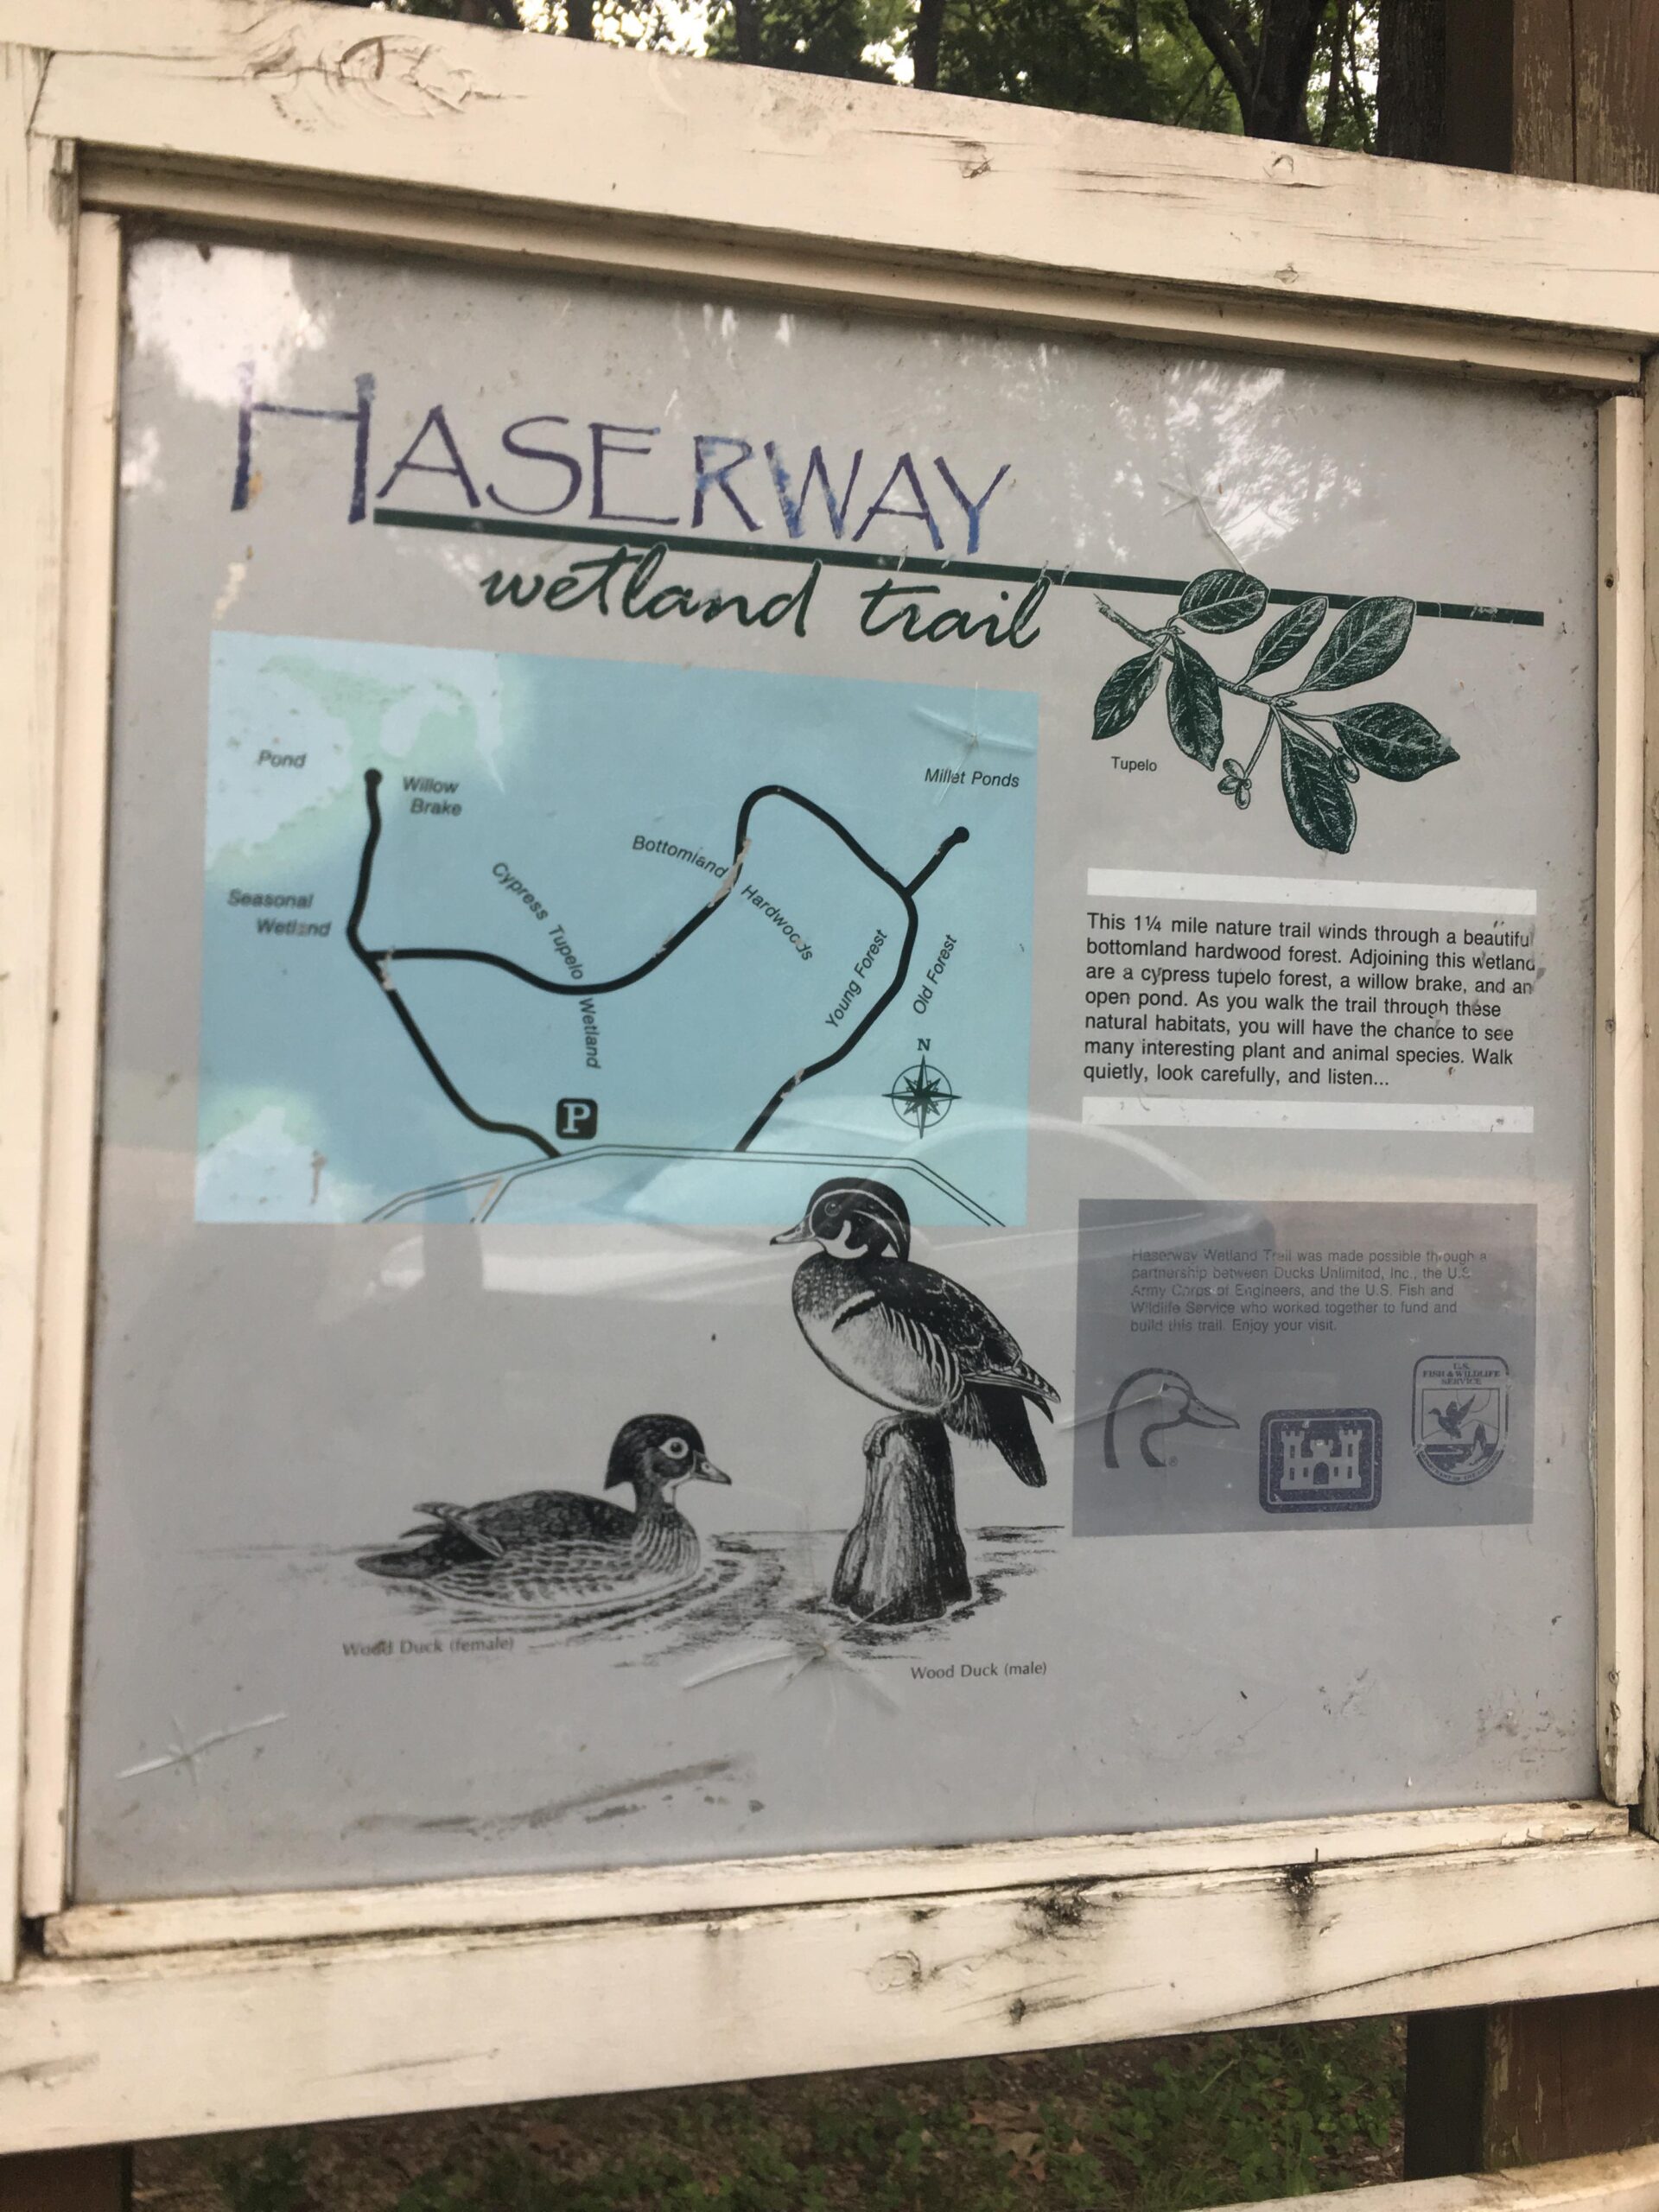 HASERWAY
wetland trail
Pond
Willow
Brake
Millet Ponds
Seasonal
Wetland
Cypress Tupelo Wetland
Bottomland Hardwoods
Young Forest
Old Forest
N
P
Tupelo
This 1¼ mile nature trail winds through a beautiful
bottomland hardwood forest. Adjoining this wetland
are a cypress tupelo forest, a willow brake, and an
open pond. As you walk the trail through these
natural habitats, you will have the chance to see
many interesting plant and animal species. Walk
quietly, look carefully, and listen...
Haserway Wetland Trail was made possible through a
partnership between Ducks Unlimited, Inc., the U.S.
Army Corps of Engineers, and the U.S. Fish and
Wildlife Service who worked together to fund and
build this trail. Enjoy your visit.
®
U.S.
FISH & WILDLIFE
SERVICE
Wood Duck (female)
Wood Duck (male)